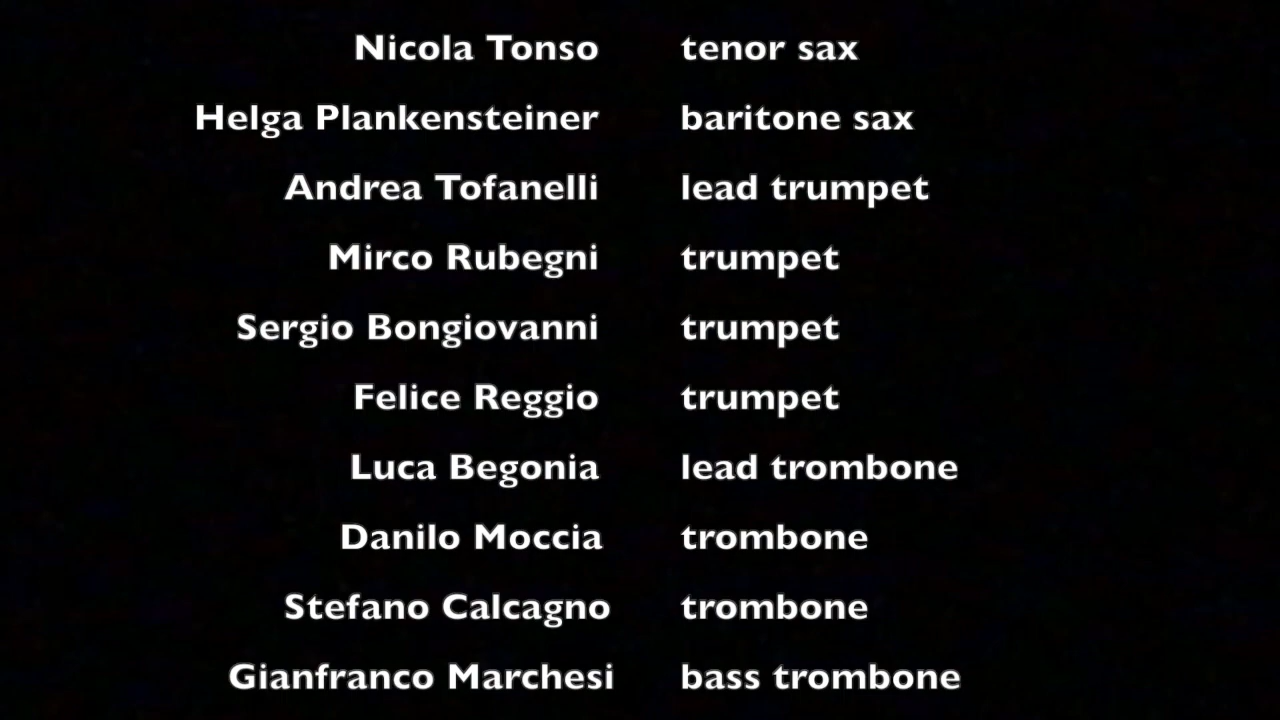 Nicola Tonso tenor sax
Helga Plankensteiner baritone sax
Andrea Tofanelli lead trumpet
Mirco Rubegni trumpet
Sergio Bongiovanni trumpet
Felice Reggio trumpet
Luca Begonia lead trombone
Danilo Moccia trombone
Stefano Calcagno trombone
Gianfranco Marchesi bass trombone